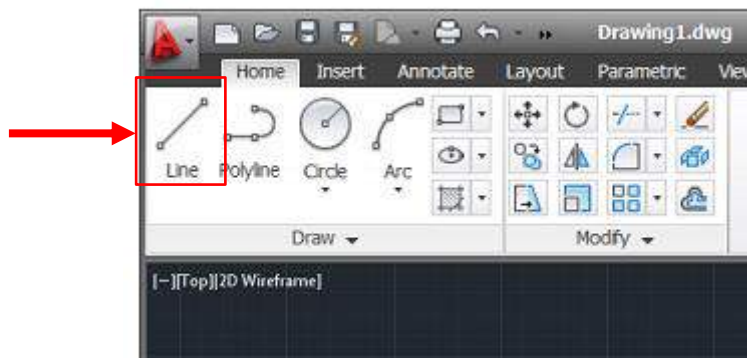 Drawing1.dwg
Home Insert Annotate Layout Parametric
Line Polyline Circle Arc
Draw Modify
[−][Top][2D Wireframe]